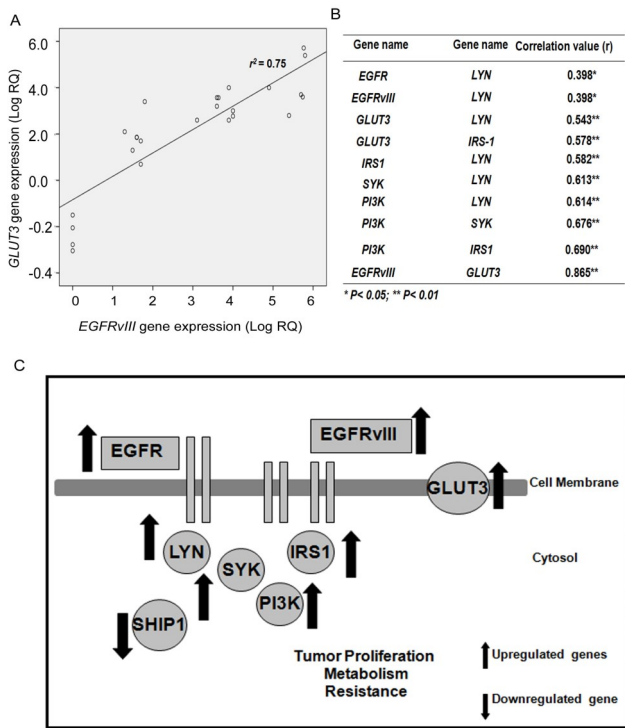 A
6.0
4.0
2.0
0.0
-0.2
-0.4
r² = 0.75
GLUT3 gene expression (Log RQ)
0 1 2 3 4 5 6
EGFRvIII gene expression (Log RQ)
B
Gene name Gene name Correlation value (r)
EGFR LYN 0.398*
EGFRvIII LYN 0.398*
GLUT3 LYN 0.543**
GLUT3 IRS-1 0.578**
IRS1 LYN 0.582**
SYK LYN 0.613**
PI3K LYN 0.614**
PI3K SYK 0.676**
PI3K IRS1 0.690**
EGFRvIII GLUT3 0.865**
* P< 0.05; ** P< 0.01
C
EGFR
EGFRvIII
GLUT3
Cell Membrane
LYN
SYK
IRS1
Cytosol
PI3K
SHIP1
Tumor Proliferation
Metabolism
Resistance
Upregulated genes
Downregulated gene